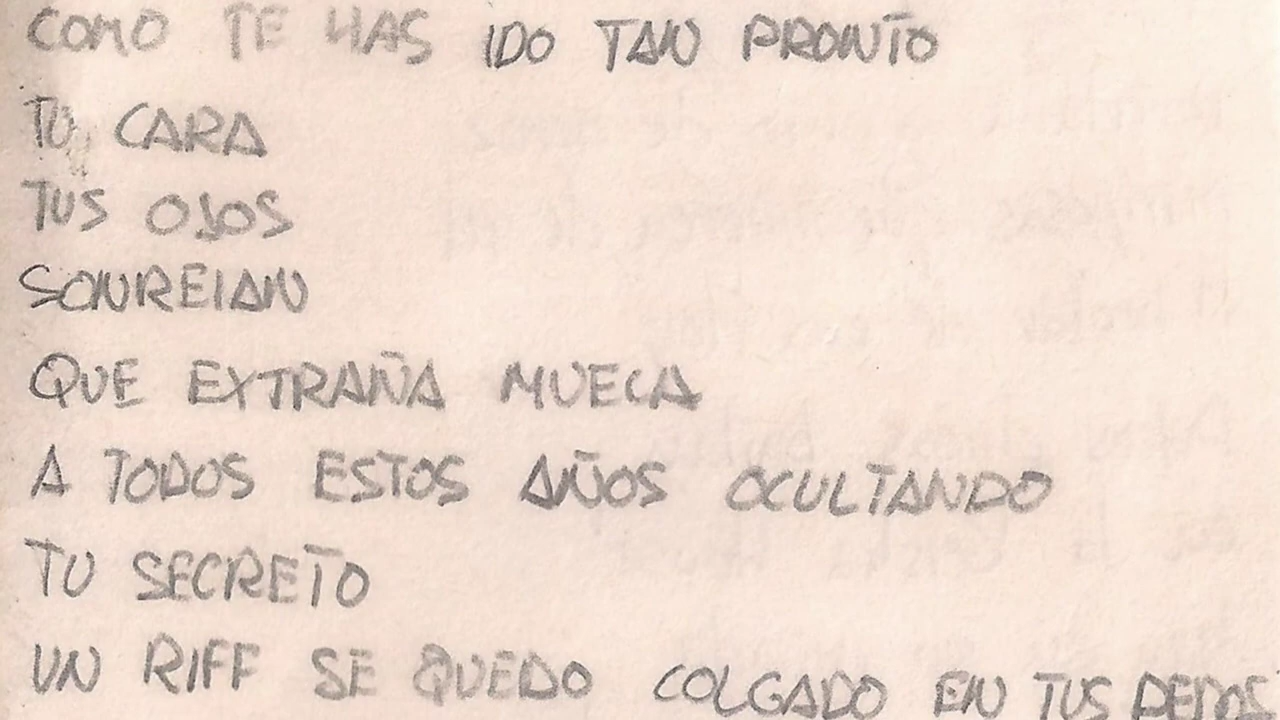 COMO TE HAS IDO TAN PRONTO
TU CARA
TUS OJOS
SONREIAN
QUE EXTRAÑA MUECA
A TODOS ESTOS AÑOS OCULTANDO
TU SECRETO
UN RIFF SE QUEDO COLGADO EN TUS DEDOS